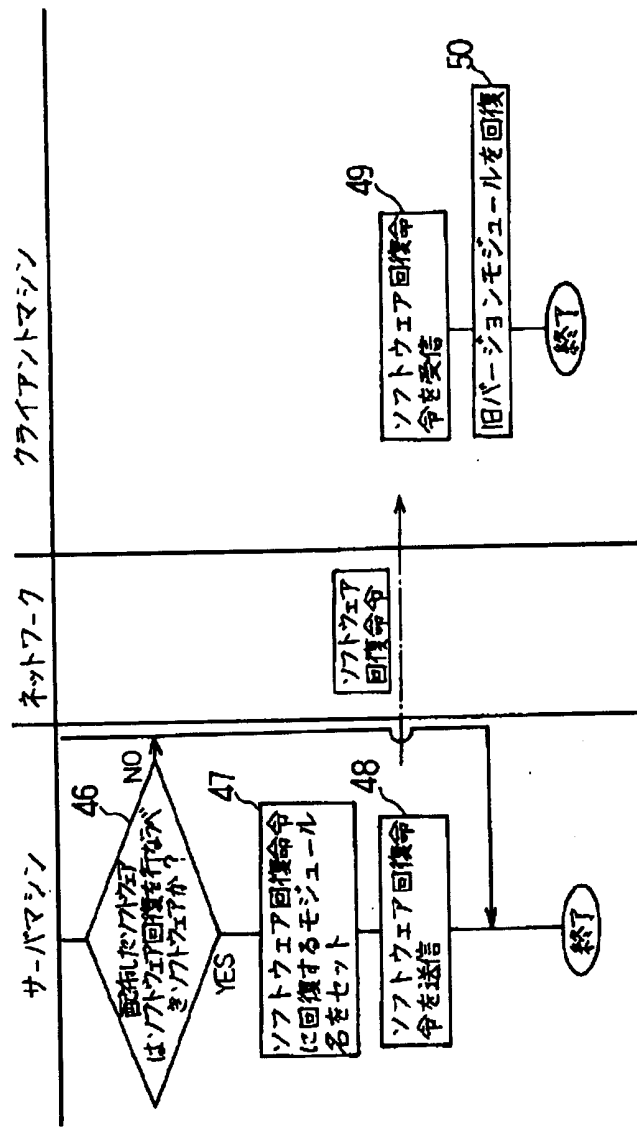 サーバマシン
ネットワーク
クライアントマシン
46
配布したソフトウェア
はソフトウェア回復を行なうべ
きソフトウェアか?
NO
YES
47
ソフトウェア回復命令
に回復するモジュール
名をセット
48
ソフトウェア回復命
令を送信
終了
ソフトウェア
回復命令
49
ソフトウェア回復命
令を受信
50
旧バージョンモジュールを回復
終了